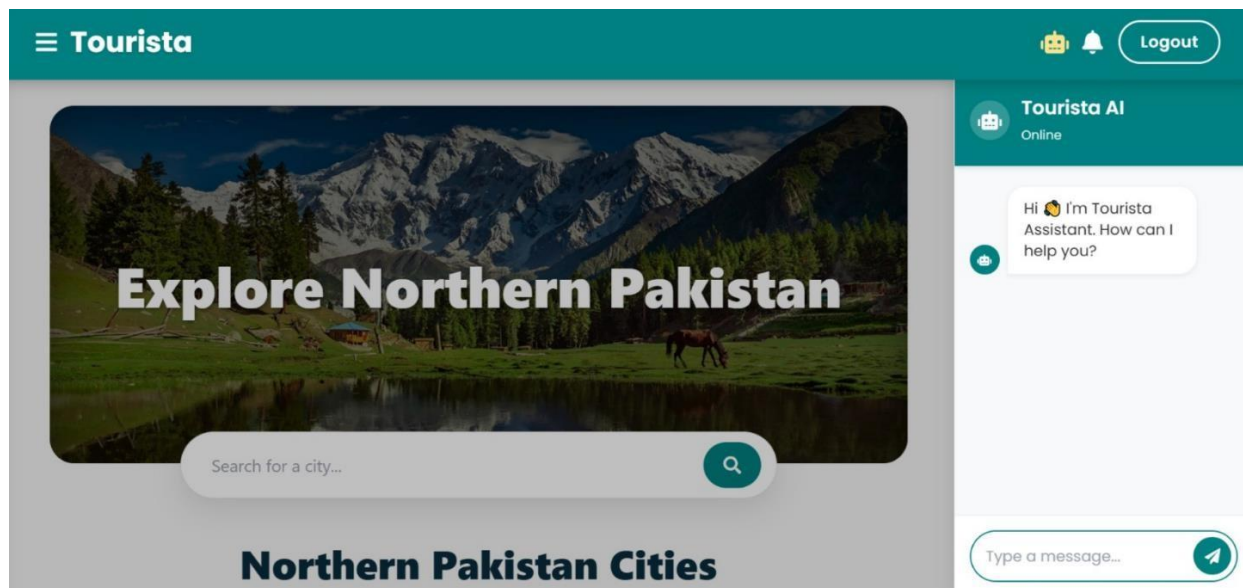 Tourista
Logout
Explore Northern Pakistan
Search for a city...
Northern Pakistan Cities
Tourista AI
Online
Hi 👏 I'm Tourista
Assistant. How can I
help you?
Type a message...